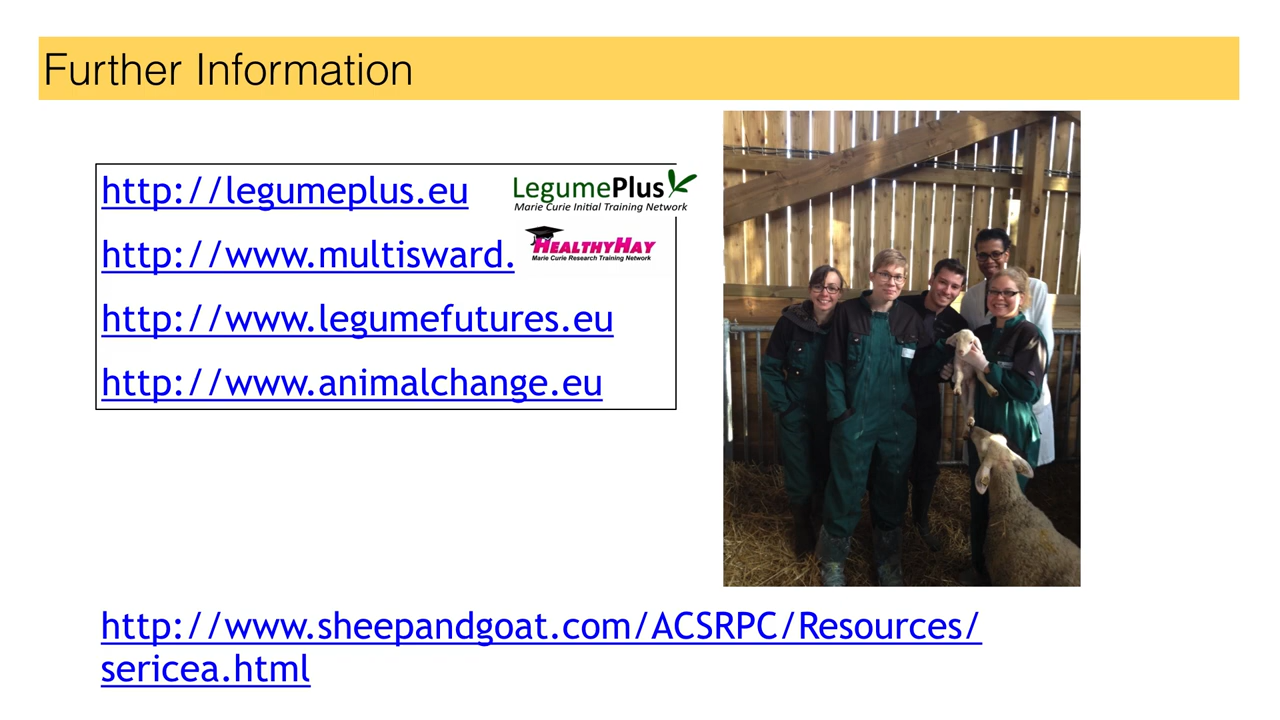 Further Information
http://legumeplus.eu
LegumePlus
Marie Curie Initial Training Network
http://www.multisward.
HEALTHYHAY
Marie Curie Research Training Network
http://www.legumefutures.eu
http://www.animalchange.eu
http://www.sheepandgoat.com/ACSRPC/Resources/
sericea.html